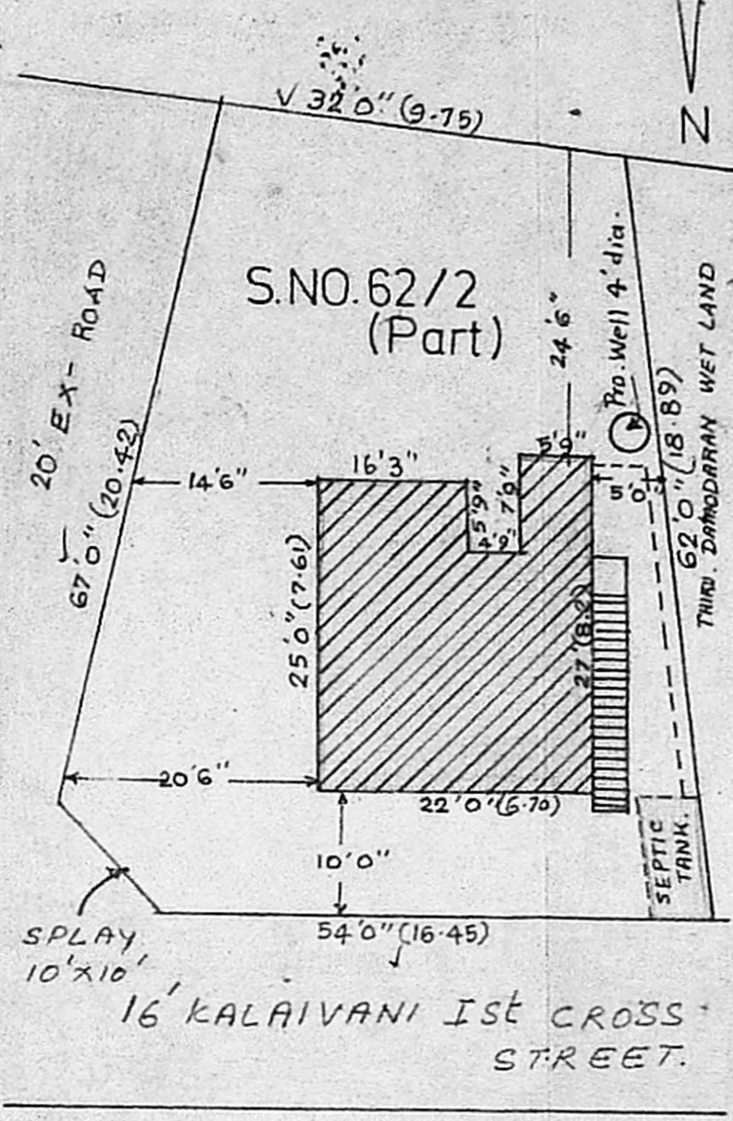 N
√ 32'0" (9.75)
S.NO. 62/2
(Part)
20' EX- ROAD
67'0" (20.42)
24'6"
Pro. Well 4' dia.
62'0" (18.89)
THIRU. DAMODARAN WET LAND
14'6"
16'3"
5'9"
4'9"
7'0"
5'9"
5'0"
25'0" (7.61)
27' (8.2)
20'6"
22'0" (6.70)
10'0"
SEPTIC
TANK.
54'0" (16.45)
SPLAY
10'X10'
16' KALAIVANI ISt CROSS
STREET.